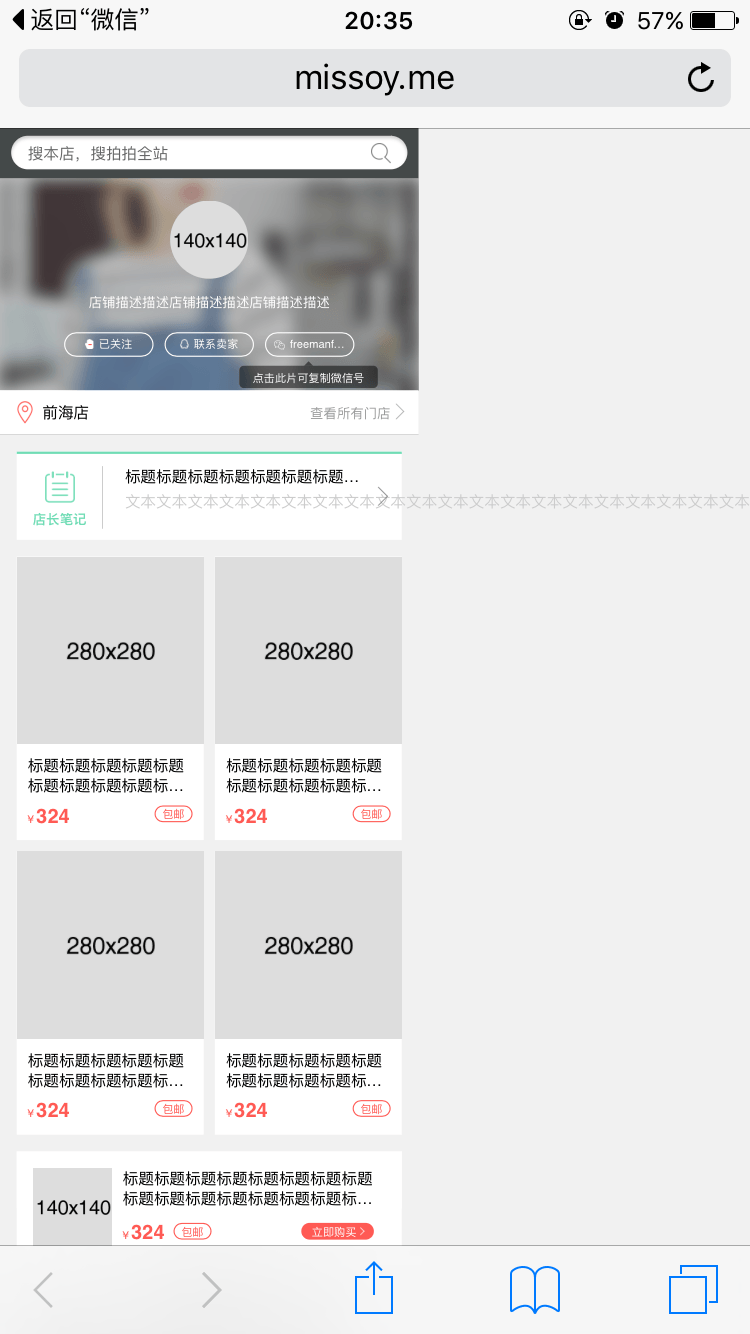 返回“微信”
20:35
57%
missoy.me
搜本店，搜拍拍全站
140x140
店铺描述描述店铺描述描述店铺描述描述
已关注
联系卖家
freemanf...
点击此片可复制微信号
前海店
查看所有门店
店长笔记
标题标题标题标题标题标题标题...
文本文本文本文本文本文本文本文本文本文本文本文本文本文本文本文本文本文本文本文本
280x280
280x280
标题标题标题标题标题
标题标题标题标题标...
¥324
包邮
标题标题标题标题标题
标题标题标题标题标...
¥324
包邮
280x280
280x280
标题标题标题标题标题
标题标题标题标题标...
¥324
包邮
标题标题标题标题标题
标题标题标题标题标...
¥324
包邮
140x140
标题标题标题标题标题标题标题标题
标题标题标题标题标题标题标题标...
¥324
包邮
立即购买